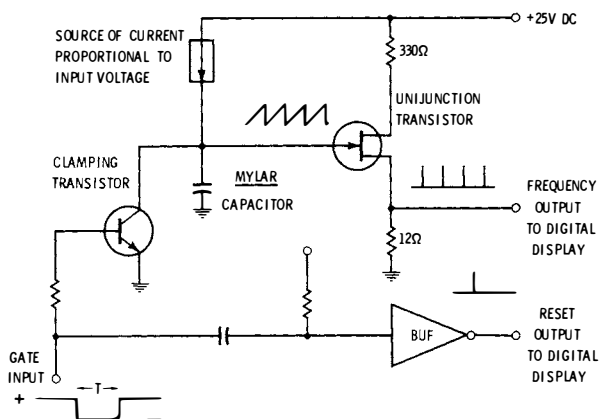 SOURCE OF CURRENT
PROPORTIONAL TO
INPUT VOLTAGE
+25V DC
330Ω
UNIJUNCTION
TRANSISTOR
CLAMPING
TRANSISTOR
MYLAR
CAPACITOR
FREQUENCY
OUTPUT
TO DIGITAL
DISPLAY
12Ω
BUF
RESET
OUTPUT
TO DIGITAL
DISPLAY
GATE
INPUT
+
T